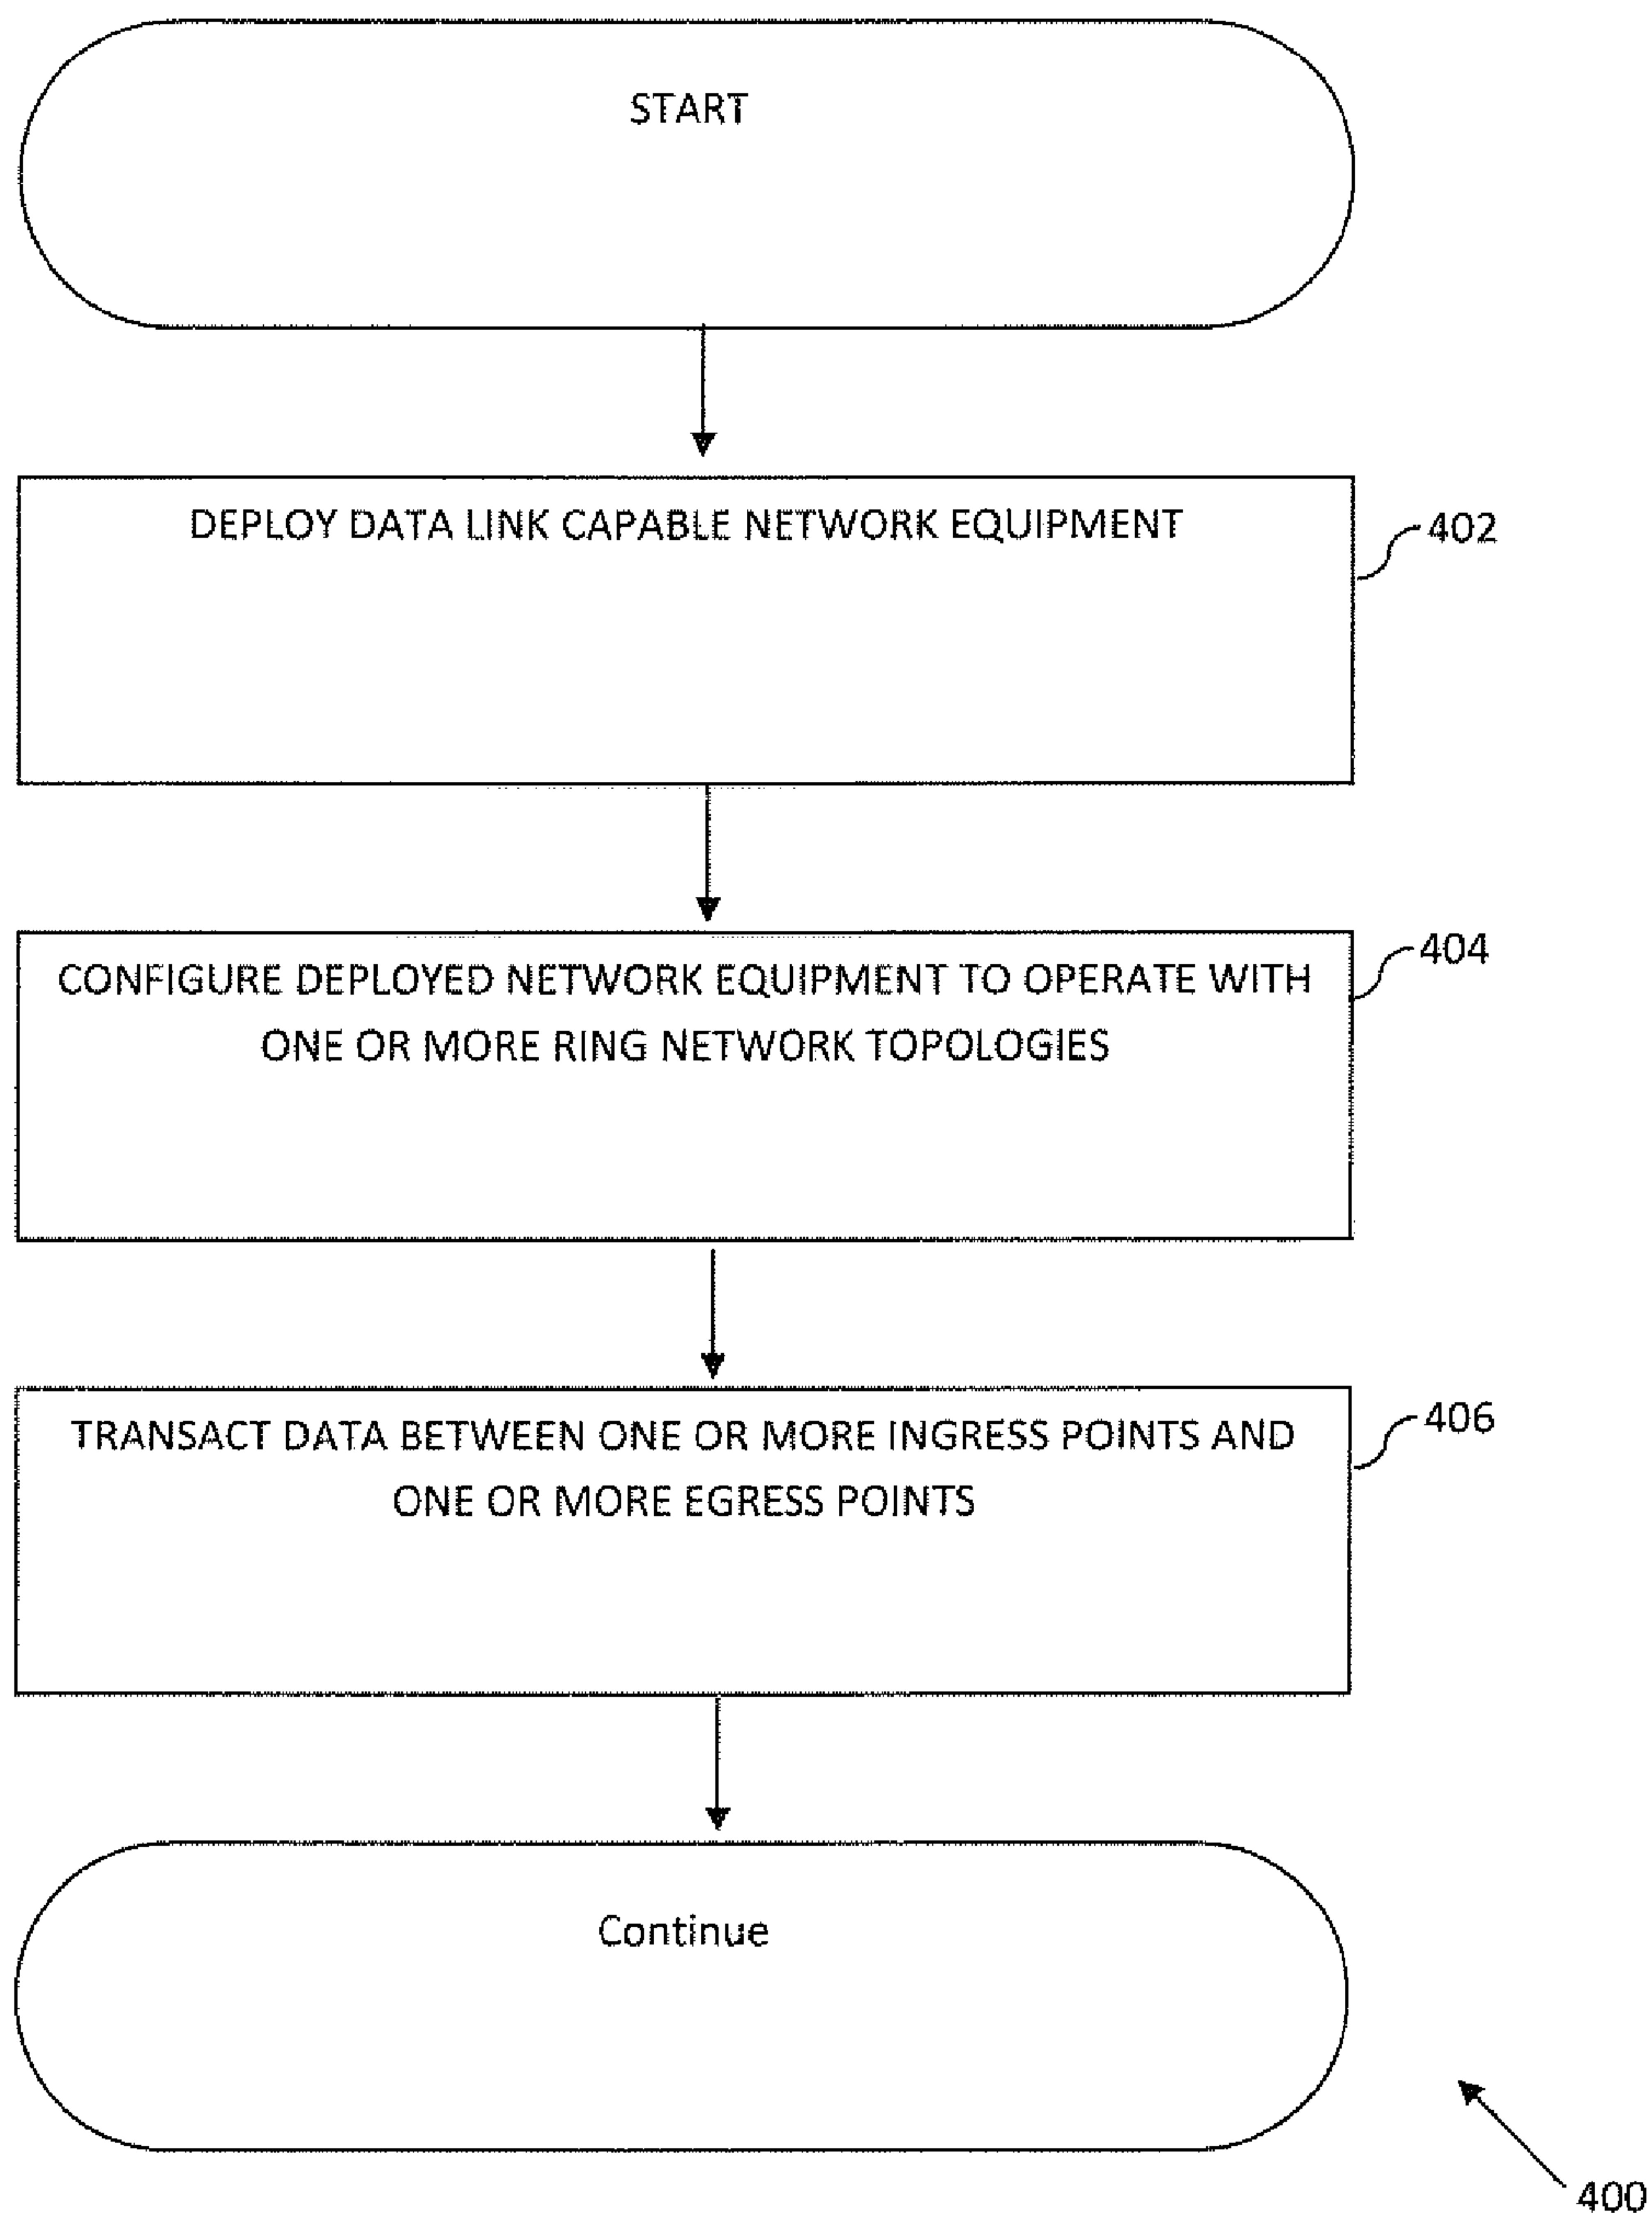 START
DEPLOY DATA LINK CAPABLE NETWORK EQUIPMENT
402
CONFIGURE DEPLOYED NETWORK EQUIPMENT TO OPERATE WITH
ONE OR MORE RING NETWORK TOPOLOGIES
404
TRANSACT DATA BETWEEN ONE OR MORE INGRESS POINTS AND
ONE OR MORE EGRESS POINTS
406
Continue
400